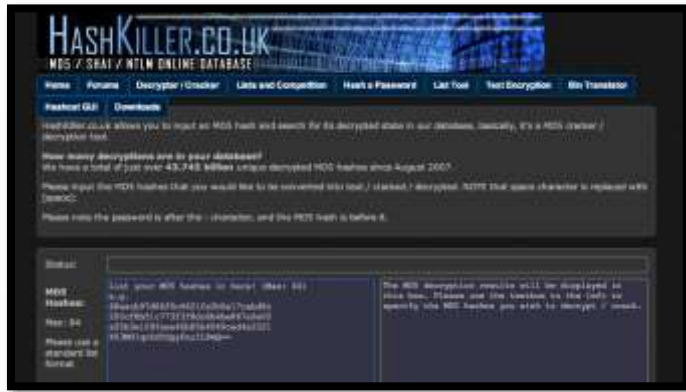 HASHKILLER.CO.UK
MD5 / SHA1 / NTLM ONLINE DATABASE
Home Forums Decrypter / Cracker Lists and Competition Hash a Password List Tool Text Encryption Bin Translator
Hashcat GUI Downloads
HashKiller.co.uk allows you to input an MD5 hash and search for its decrypted state in our database, basically, it's a MD5 cracker /
decryption tool.
How many decryptions are in your database?
We have a total of just over 43.745 billion unique decrypted MD5 hashes since August 2007.
Please input the MD5 hashes that you would like to be converted into text / cracked / decrypted. NOTE that space character is replaced with
[space]:
Please note the password is after the : character, and the MD5 hash is before it.
Status:
MD5
Hashes:
Max: 64
Please use a
standard list
format
List your MD5 hashes in here! (Max: 64)
e.g.
The MD5 decryption results will be displayed in
this box. Please use the textbox to the left to
specify the MD5 hashes you wish to decrypt / crack.